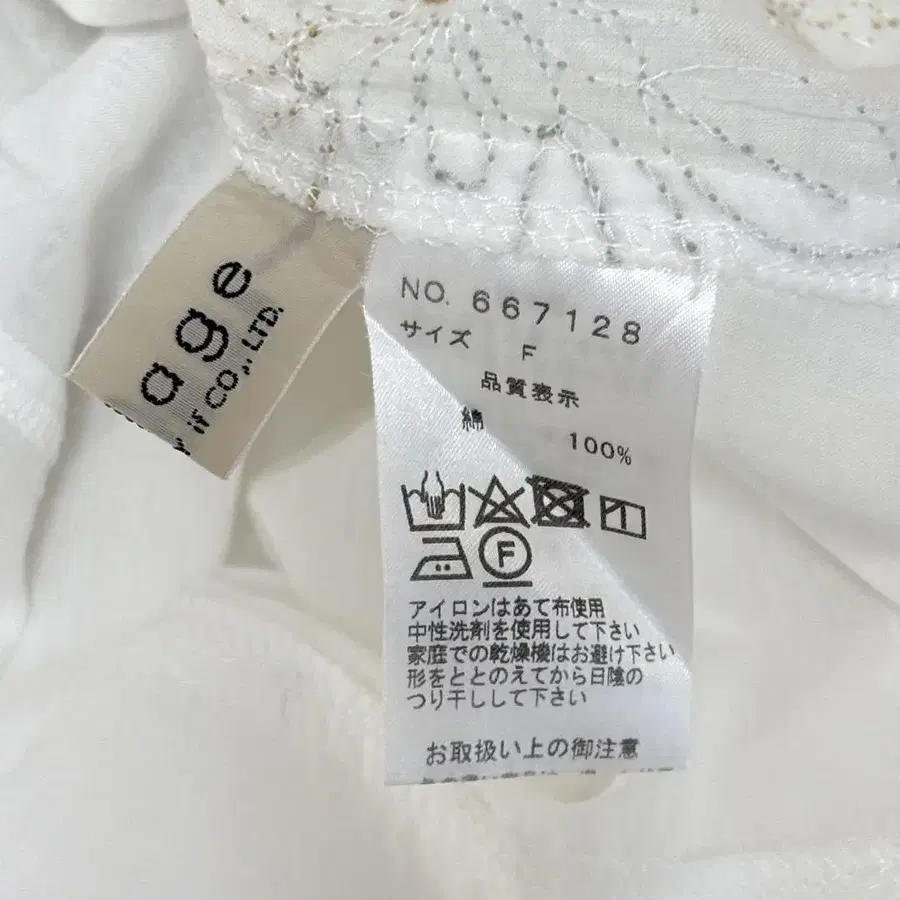 age
iF CO., LTD.
NO. 667128
サイズ F
品質表示
綿 100%
F
アイロンはあて布使用
中性洗剤を使用して下さい
家庭での乾燥機はお避け下さい
形をととのえてから日陰の
つり干しして下さい
お取扱い上の御注意